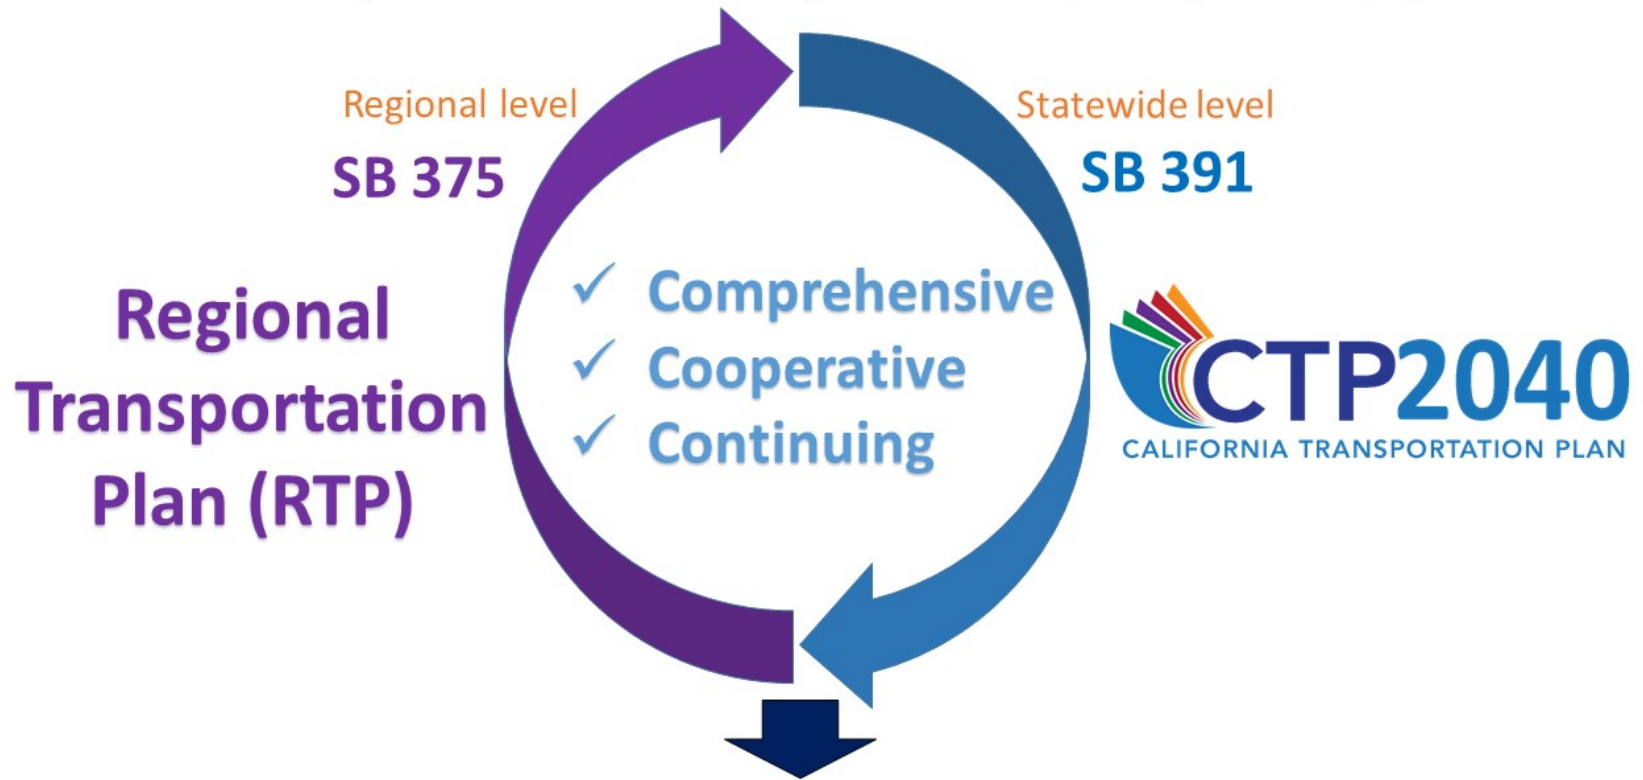 Regional level
SB 375
Statewide level
SB 391
Regional
Transportation
Plan (RTP)
✓ Comprehensive
✓ Cooperative
✓ Continuing
CTP2040
CALIFORNIA TRANSPORTATION PLAN